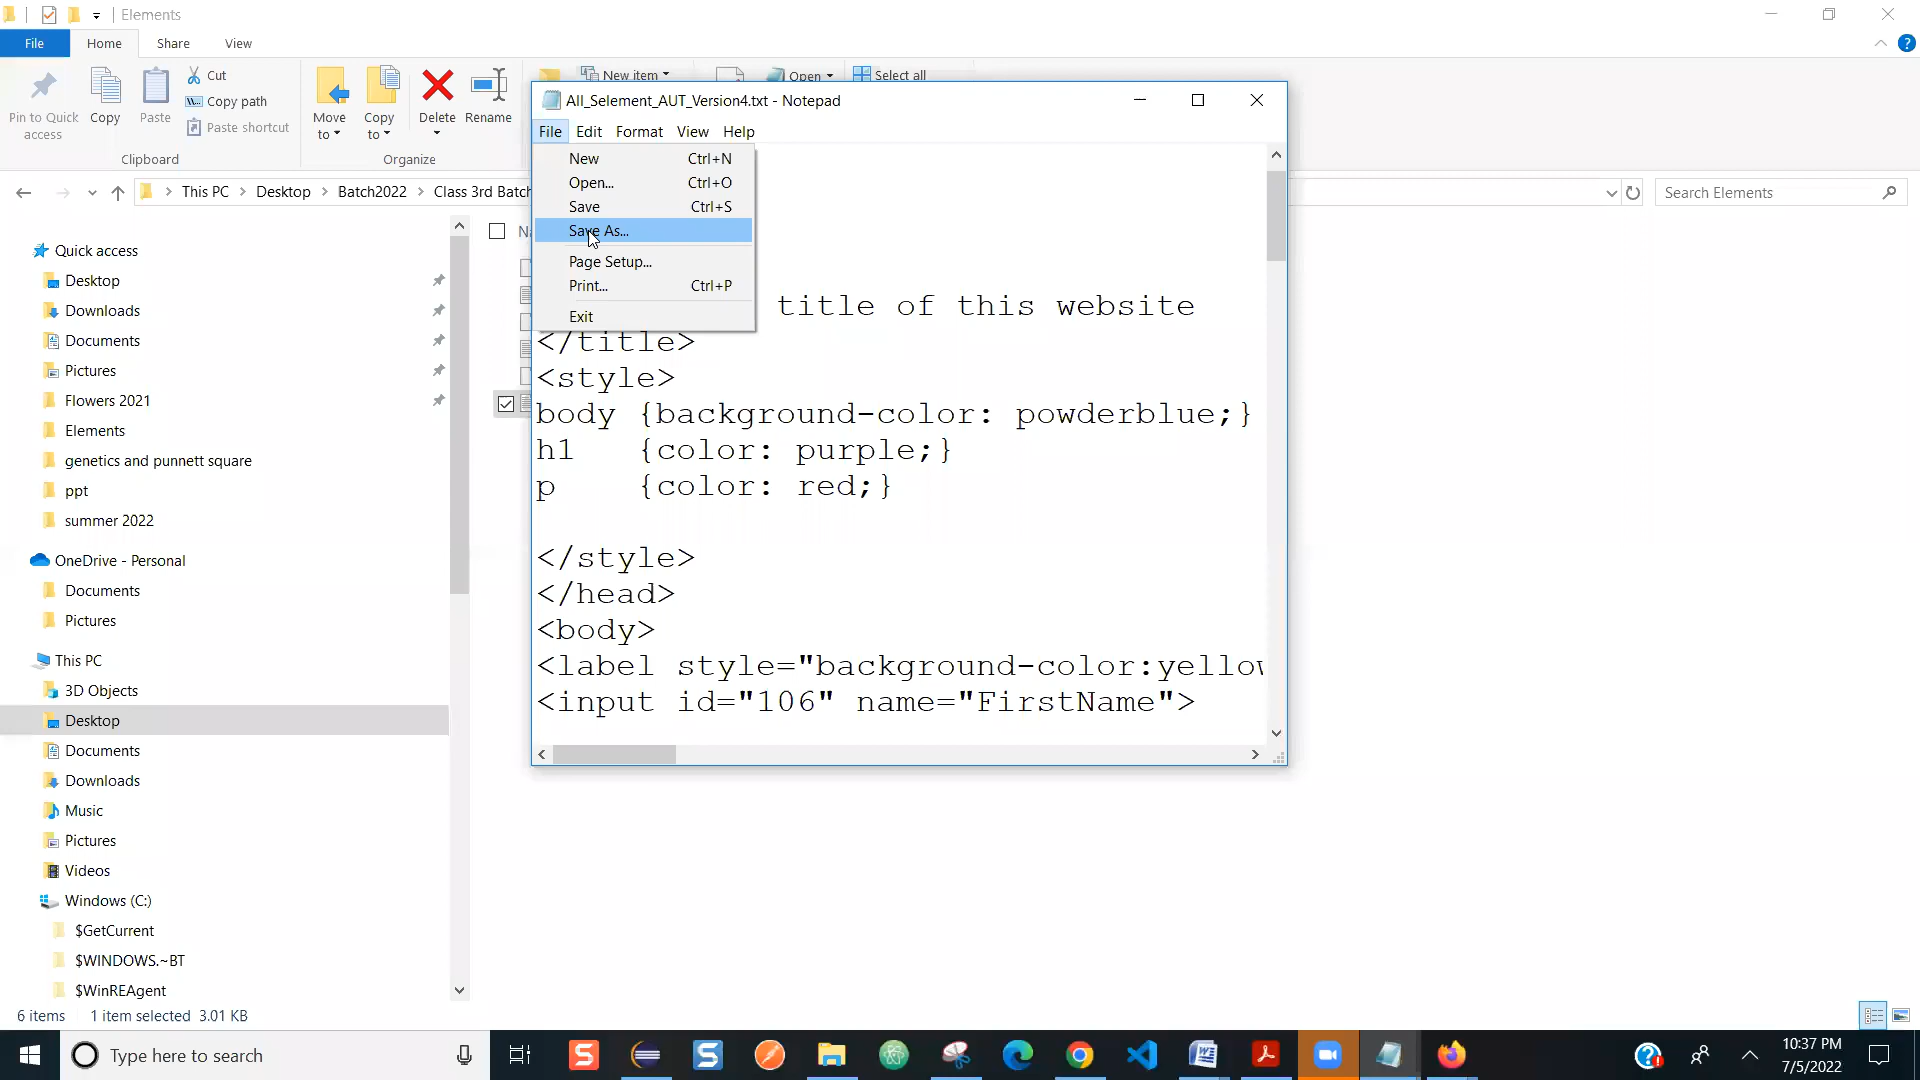 Elements
File Home Share View
Pin to Quick access
Copy
Paste
Cut
Copy path
Paste shortcut
Clipboard
Move to
Copy to
Delete
Rename
Organize
New item
Open
Select all
This PC Desktop Batch2022 Class 3rd Batch
Search Elements
Quick access
Desktop
Downloads
Documents
Pictures
Flowers 2021
Elements
genetics and punnett square
ppt
summer 2022
OneDrive - Personal
Documents
Pictures
This PC
3D Objects
Desktop
Documents
Downloads
Music
Pictures
Videos
Windows (C:)
$GetCurrent
$WINDOWS.~BT
$WinREAgent
6 items 1 item selected 3.01 KB
All_Selement_AUT_Version4.txt - Notepad
File Edit Format View Help
New Ctrl+N
Open... Ctrl+O
Save Ctrl+S
Save As...
Page Setup...
Print... Ctrl+P
Exit
title of this website
</title>
<style>
body {background-color: powderblue;}
h1 {color: purple;}
p {color: red;}
</style>
</head>
<body>
<label style="background-color:yellow
<input id="106" name="FirstName">
Type here to search
10:37 PM
7/5/2022